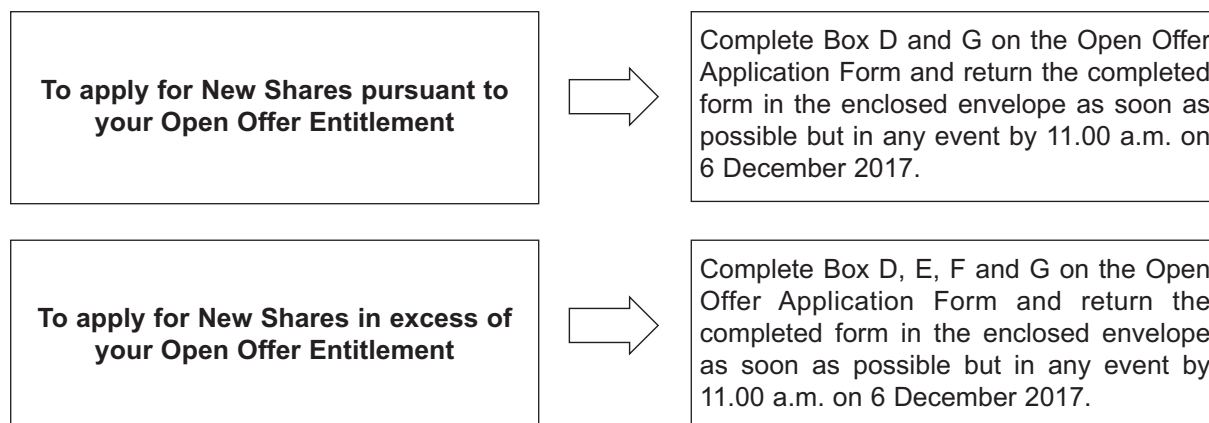 To apply for New Shares pursuant to
your Open Offer Entitlement
Complete Box D and G on the Open Offer
Application Form and return the completed
form in the enclosed envelope as soon as
possible but in any event by 11.00 a.m. on
6 December 2017.
To apply for New Shares in excess of
your Open Offer Entitlement
Complete Box D, E, F and G on the Open
Offer Application Form and return the
completed form in the enclosed envelope
as soon as possible but in any event by
11.00 a.m. on 6 December 2017.